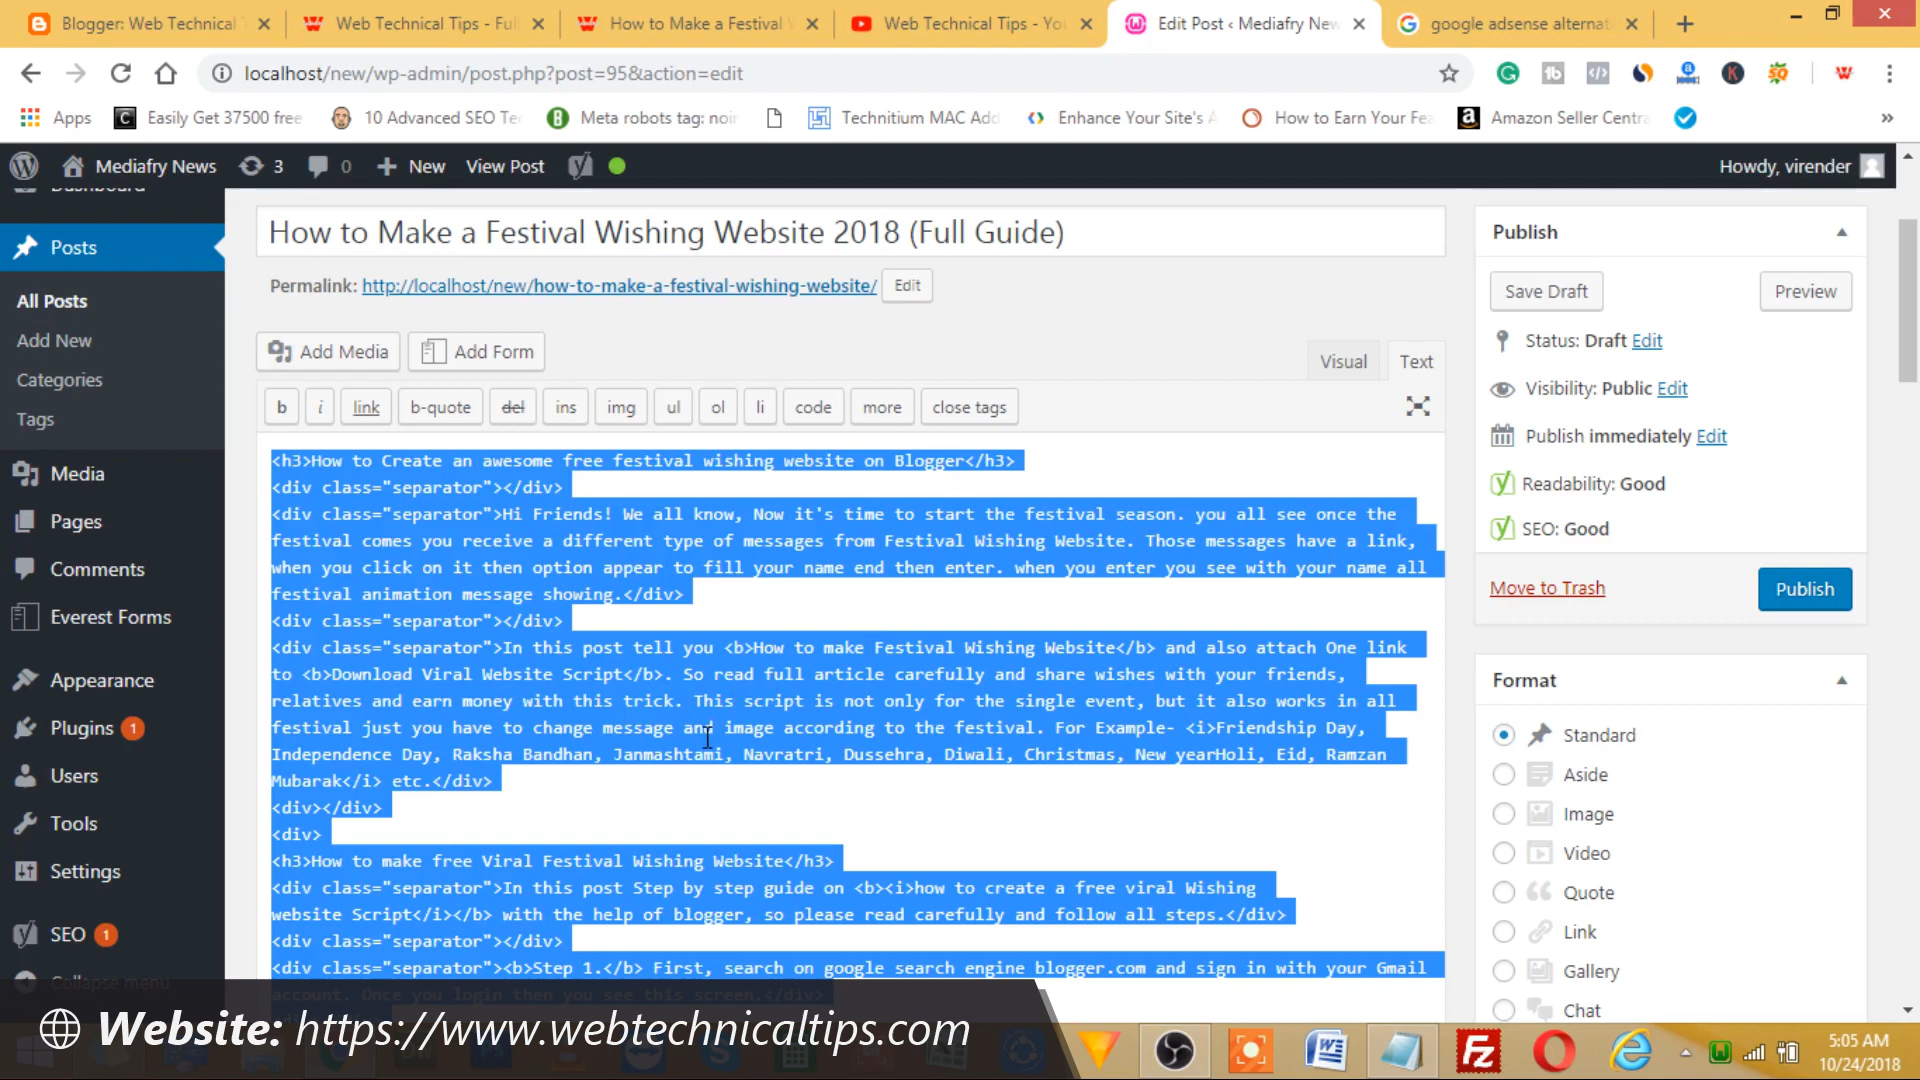 Blogger: Web Technical
Web Technical Tips - Ful
How to Make a Festival
Web Technical Tips - Yo
Edit Post ‹ Mediafry New
google adsense alternat
localhost/new/wp-admin/post.php?post=95&action=edit
Apps
Easily Get 37500 free
10 Advanced SEO Te
Meta robots tag: noin
Technitium MAC Add
Enhance Your Site's A
How to Earn Your Fea
Amazon Seller Centra
Mediafry News
3
0
New
View Post
Howdy, virender
Dashboard
Posts
All Posts
Add New
Categories
Tags
Media
Pages
Comments
Everest Forms
Appearance
Plugins 1
Users
Tools
Settings
SEO 1
Collapse menu
How to Make a Festival Wishing Website 2018 (Full Guide)
Permalink: http://localhost/new/how-to-make-a-festival-wishing-website/ Edit
Add Media
Add Form
Visual
Text
b
i
link
b-quote
del
ins
img
ul
ol
li
code
more
close tags
<h3>How to Create an awesome free festival wishing website on Blogger</h3>
<div class="separator"></div>
<div class="separator">Hi Friends! We all know, Now it's time to start the festival season. you all see once the
festival comes you receive a different type of messages from Festival Wishing Website. Those messages have a link,
when you click on it then option appear to fill your name end then enter. when you enter you see with your name all
festival animation message showing.</div>
<div class="separator"></div>
<div class="separator">In this post tell you <b>How to make Festival Wishing Website</b> and also attach One link
to <b>Download Viral Website Script</b>. So read full article carefully and share wishes with your friends,
relatives and earn money with this trick. This script is not only for the single event, but it also works in all
festival just you have to change message and image according to the festival. For Example- <i>Friendship Day,
Independence Day, Raksha Bandhan, Janmashtami, Navratri, Dussehra, Diwali, Christmas, New yearHoli, Eid, Ramzan
Mubarak</i> etc.</div>
<div></div>
<div>
<h3>How to make free Viral Festival Wishing Website</h3>
<div class="separator">In this post Step by step guide on <b><i>how to create a free viral Wishing
website Script</i></b> with the help of blogger, so please read carefully and follow all steps.</div>
<div class="separator"></div>
<div class="separator"><b>Step 1.</b> First, search on google search engine blogger.com and sign in with your Gmail
account. Once you login then you see this screen.</div>
Publish
Save Draft
Preview
Status: Draft Edit
Visibility: Public Edit
Publish immediately Edit
Readability: Good
SEO: Good
Move to Trash
Publish
Format
Standard
Aside
Image
Video
Quote
Link
Gallery
Chat
Website: https://www.webtechnicaltips.com
5:05 AM
10/24/2018